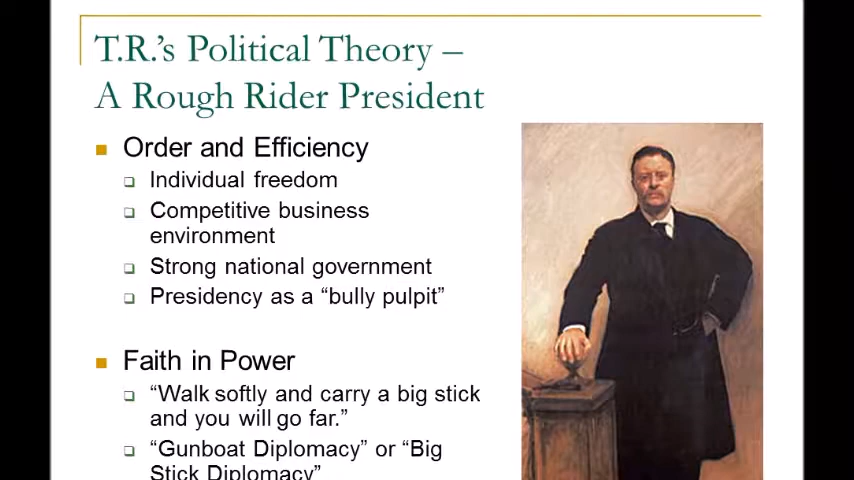 T.R.'s Political Theory –
A Rough Rider President
Order and Efficiency
Individual freedom
Competitive business
environment
Strong national government
Presidency as a “bully pulpit”
Faith in Power
“Walk softly and carry a big stick
and you will go far.”
“Gunboat Diplomacy” or “Big
Stick Diplomacy”